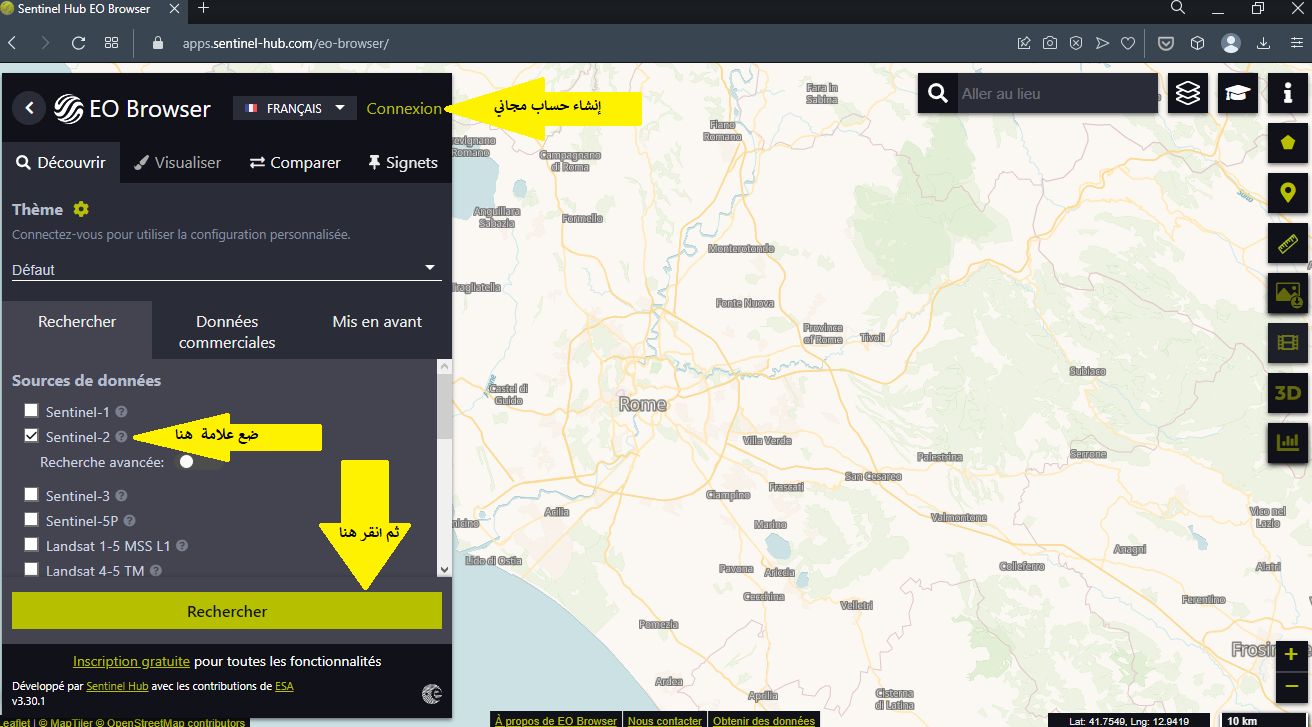 Sentinel Hub EO Browser
apps.sentinel-hub.com/eo-browser/
EO Browser
FRANÇAIS
Connexion
إنشاء حساب مجاني
Aller au lieu
Découvrir
Visualiser
Comparer
Signets
Thème
Connectez-vous pour utiliser la configuration personnalisée.
Défaut
Rechercher
Données
commerciales
Mis en avant
Sources de données
Sentinel-1
Sentinel-2
ضع علامة هنا
Recherche avancée:
Sentinel-3
Sentinel-5P
Landsat 1-5 MSS L1
Landsat 4-5 TM
ثم انقر هنا
Rechercher
Inscription gratuite pour toutes les fonctionnalités
Développé par Sentinel Hub avec les contributions de ESA
v3.30.1
Leaflet | © MapTiler © OpenStreetMap contributors
Fara in
Sabina
Fiano
Romano
revignano
Romano
Campagnano
di Roma
Anguillara
Sabazia
Formello
Monterotondo
Tragliatella
Fonte Nuova
Province
of Rome
Tivoli
Subiaco
Castel di
Guido
Rome
Villa Verde
Palestrina
Serrone
San Cesareo
Ciampino
Frascati
Acilia
Marino
Valmontone
Vico nel
Lazio
Anagni
Lido di Ostia
Pavona
Ariccia
Colleferro
Alatri
Cecchina
Velletri
Ferentino
Pomezia
Frosin
Ardea
Aprilia
Cisterna
di Latina
3D
À propos de EO Browser
Nous contacter
Obtenir des données
Lat: 41.7549, Lng: 12.9419
10 km